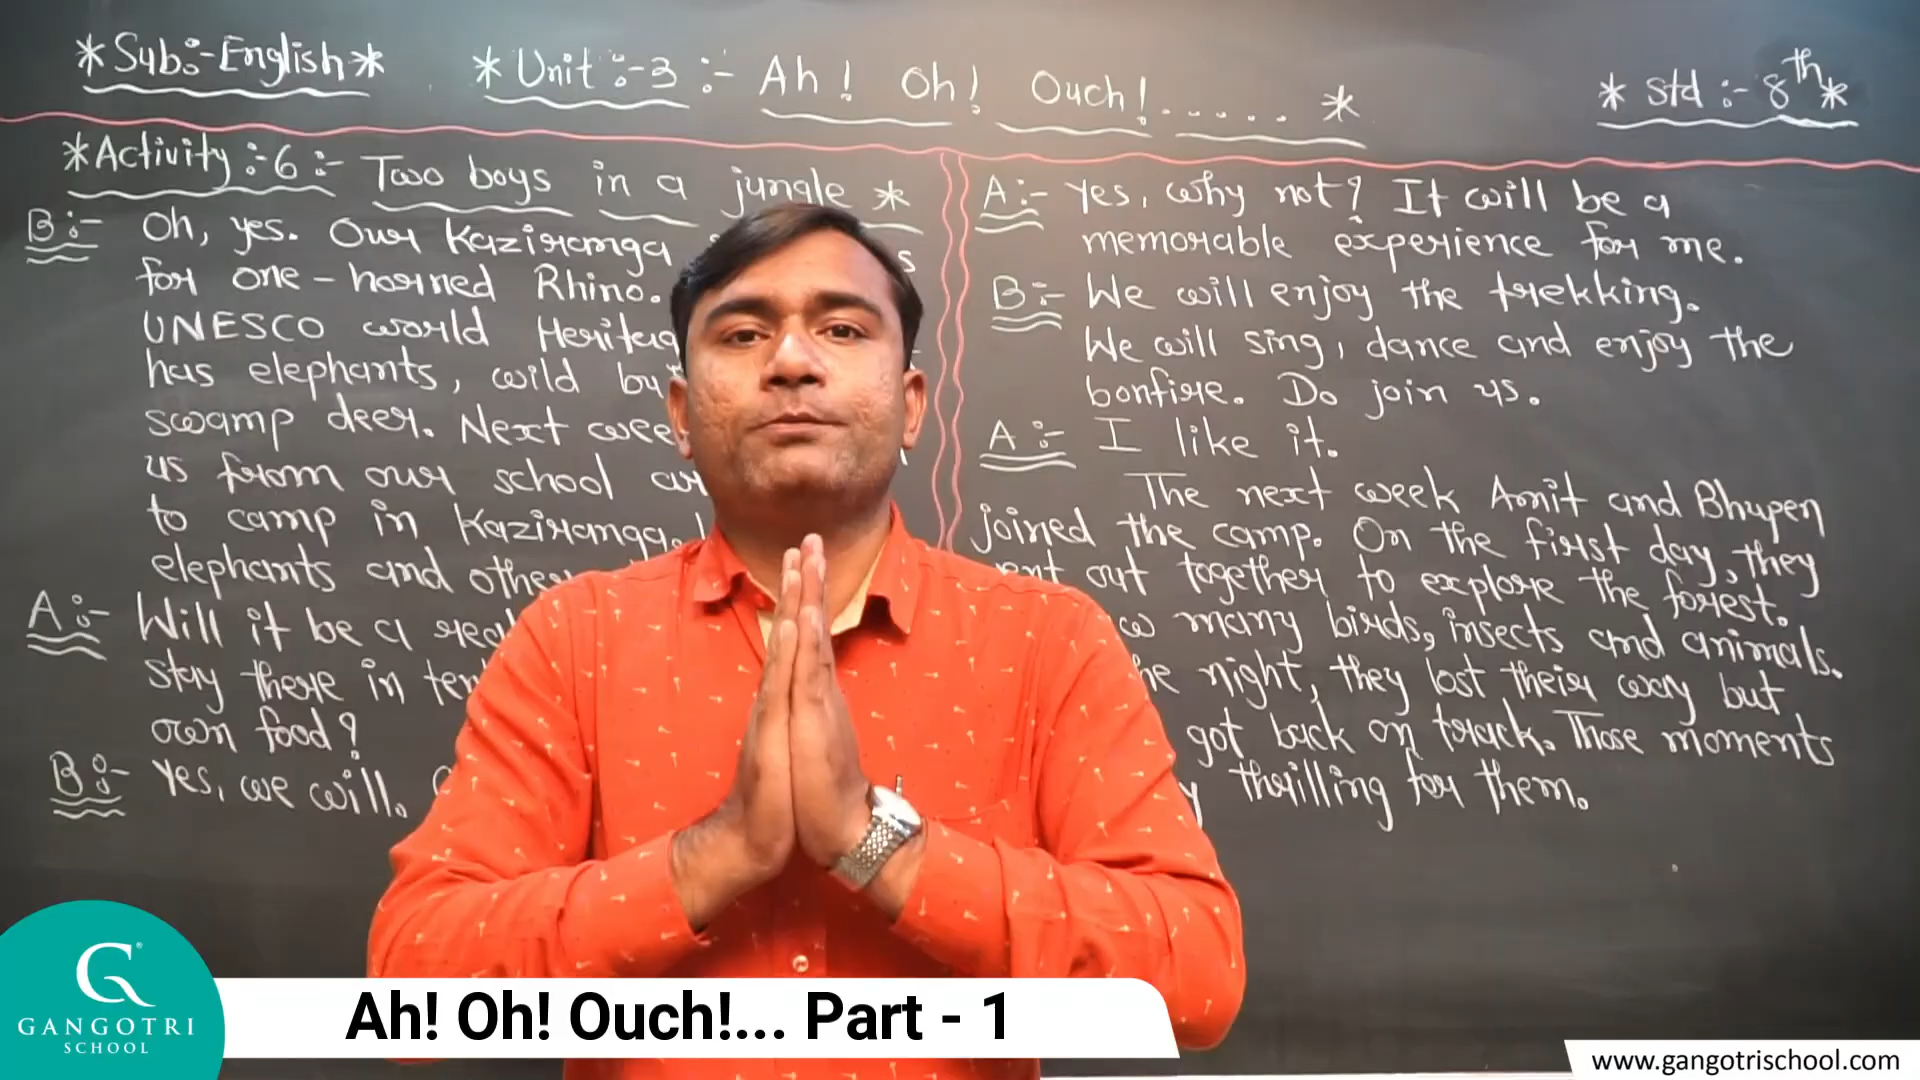 *Sub:-English*
*Unit :-3 :- Ah! Oh! Ouch!...... *
* Std :- 8th*
*Activity :-6 :- Two boys in a jungle *
B:- Oh, yes. Our Kaziranga
for one-horned Rhino.
UNESCO world
has elephants, wild
swamp deer. Next
us from our school
to camp in Kaziranga.
elephants and
A:- Will it be a
stay there in
own food?
B:- Yes, we will.
A:- Yes, why not? It will be a
memorable experience for me.
B:- We will enjoy the trekking.
We will sing, dance and enjoy the
bonfire. Do join us.
A:- I like it.
The next week Amit and Bhupen
joined the camp. On the first day, they
out together to explore the forest.
many birds, insects and animals.
night, they lost their way but
got back on track. Those moments
thrilling for them.
G®
GANGOTRI
SCHOOL
Ah! Oh! Ouch!... Part - 1
www.gangotrischool.com